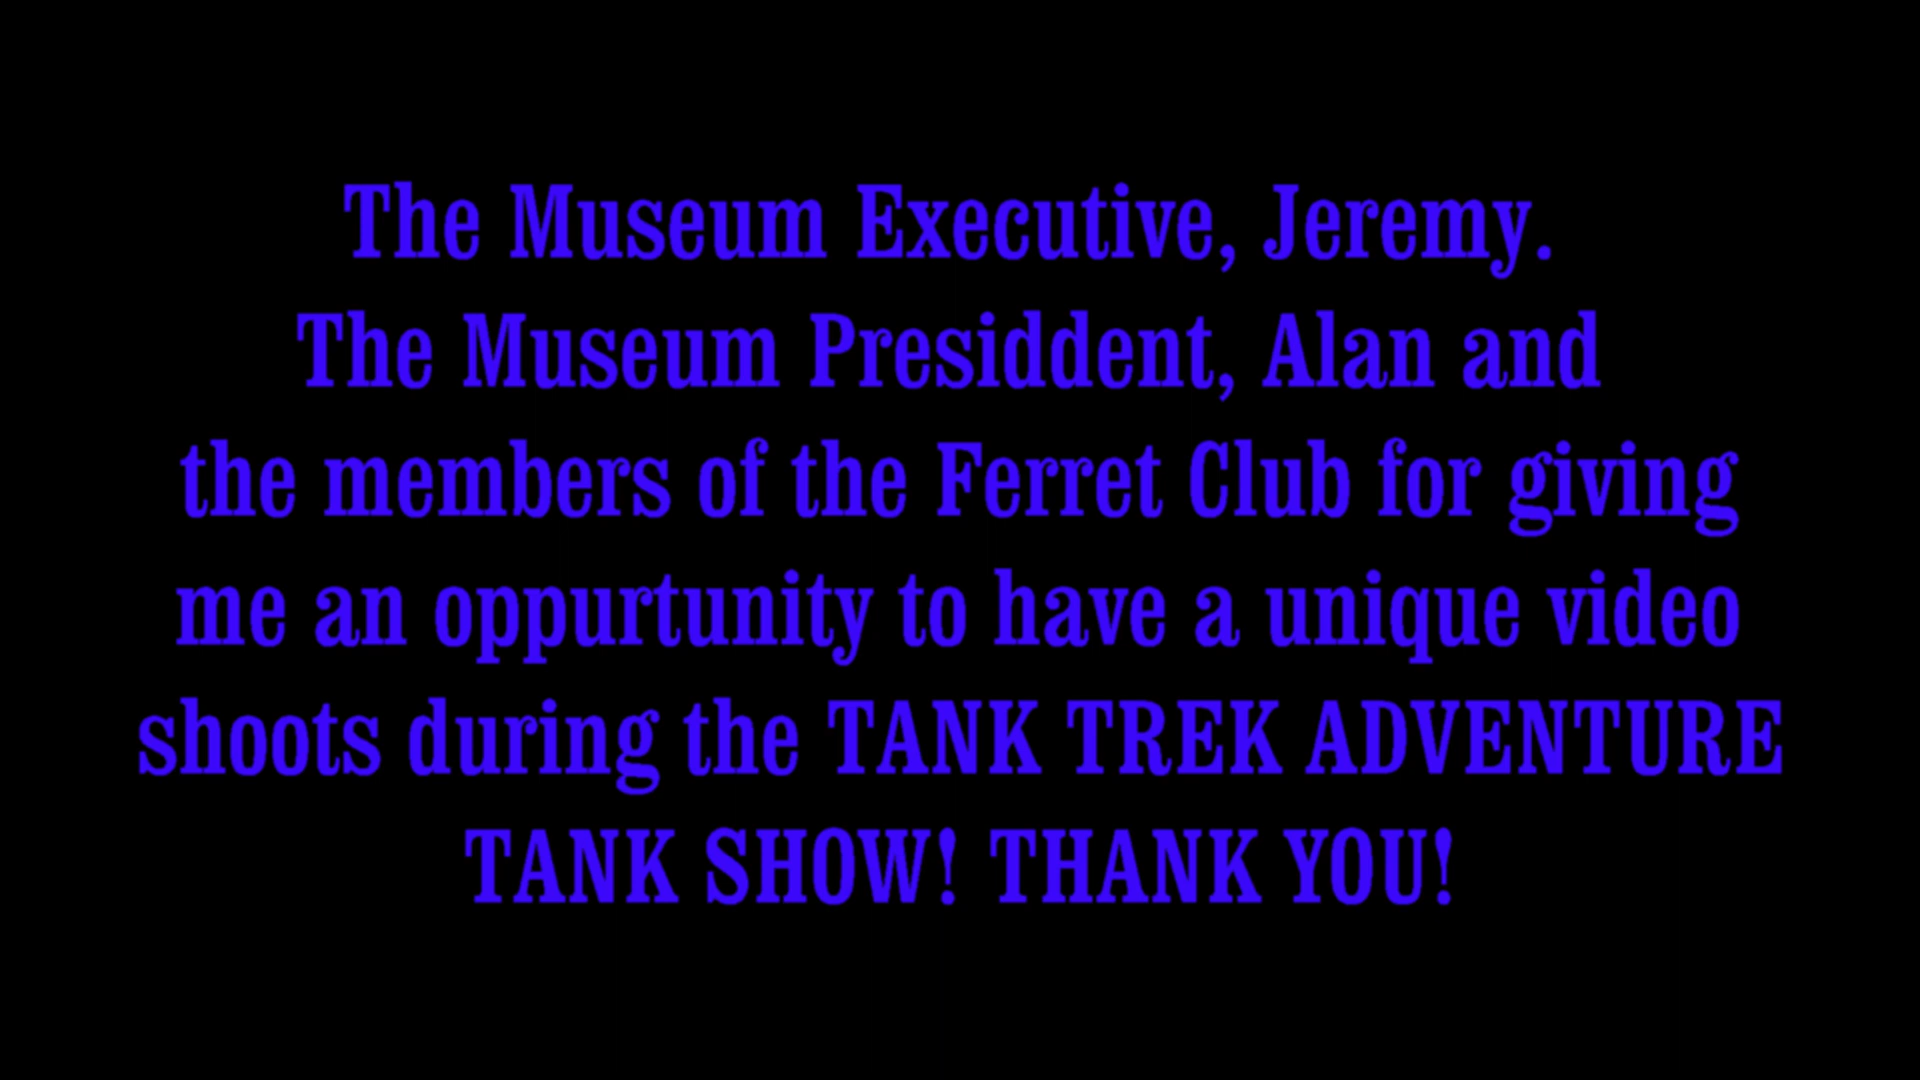 The Museum Executive, Jeremy.
The Museum Presiddent, Alan and
the members of the Ferret Club for giving
me an oppurtunity to have a unique video
shoots during the TANK TREK ADVENTURE
TANK SHOW! THANK YOU!